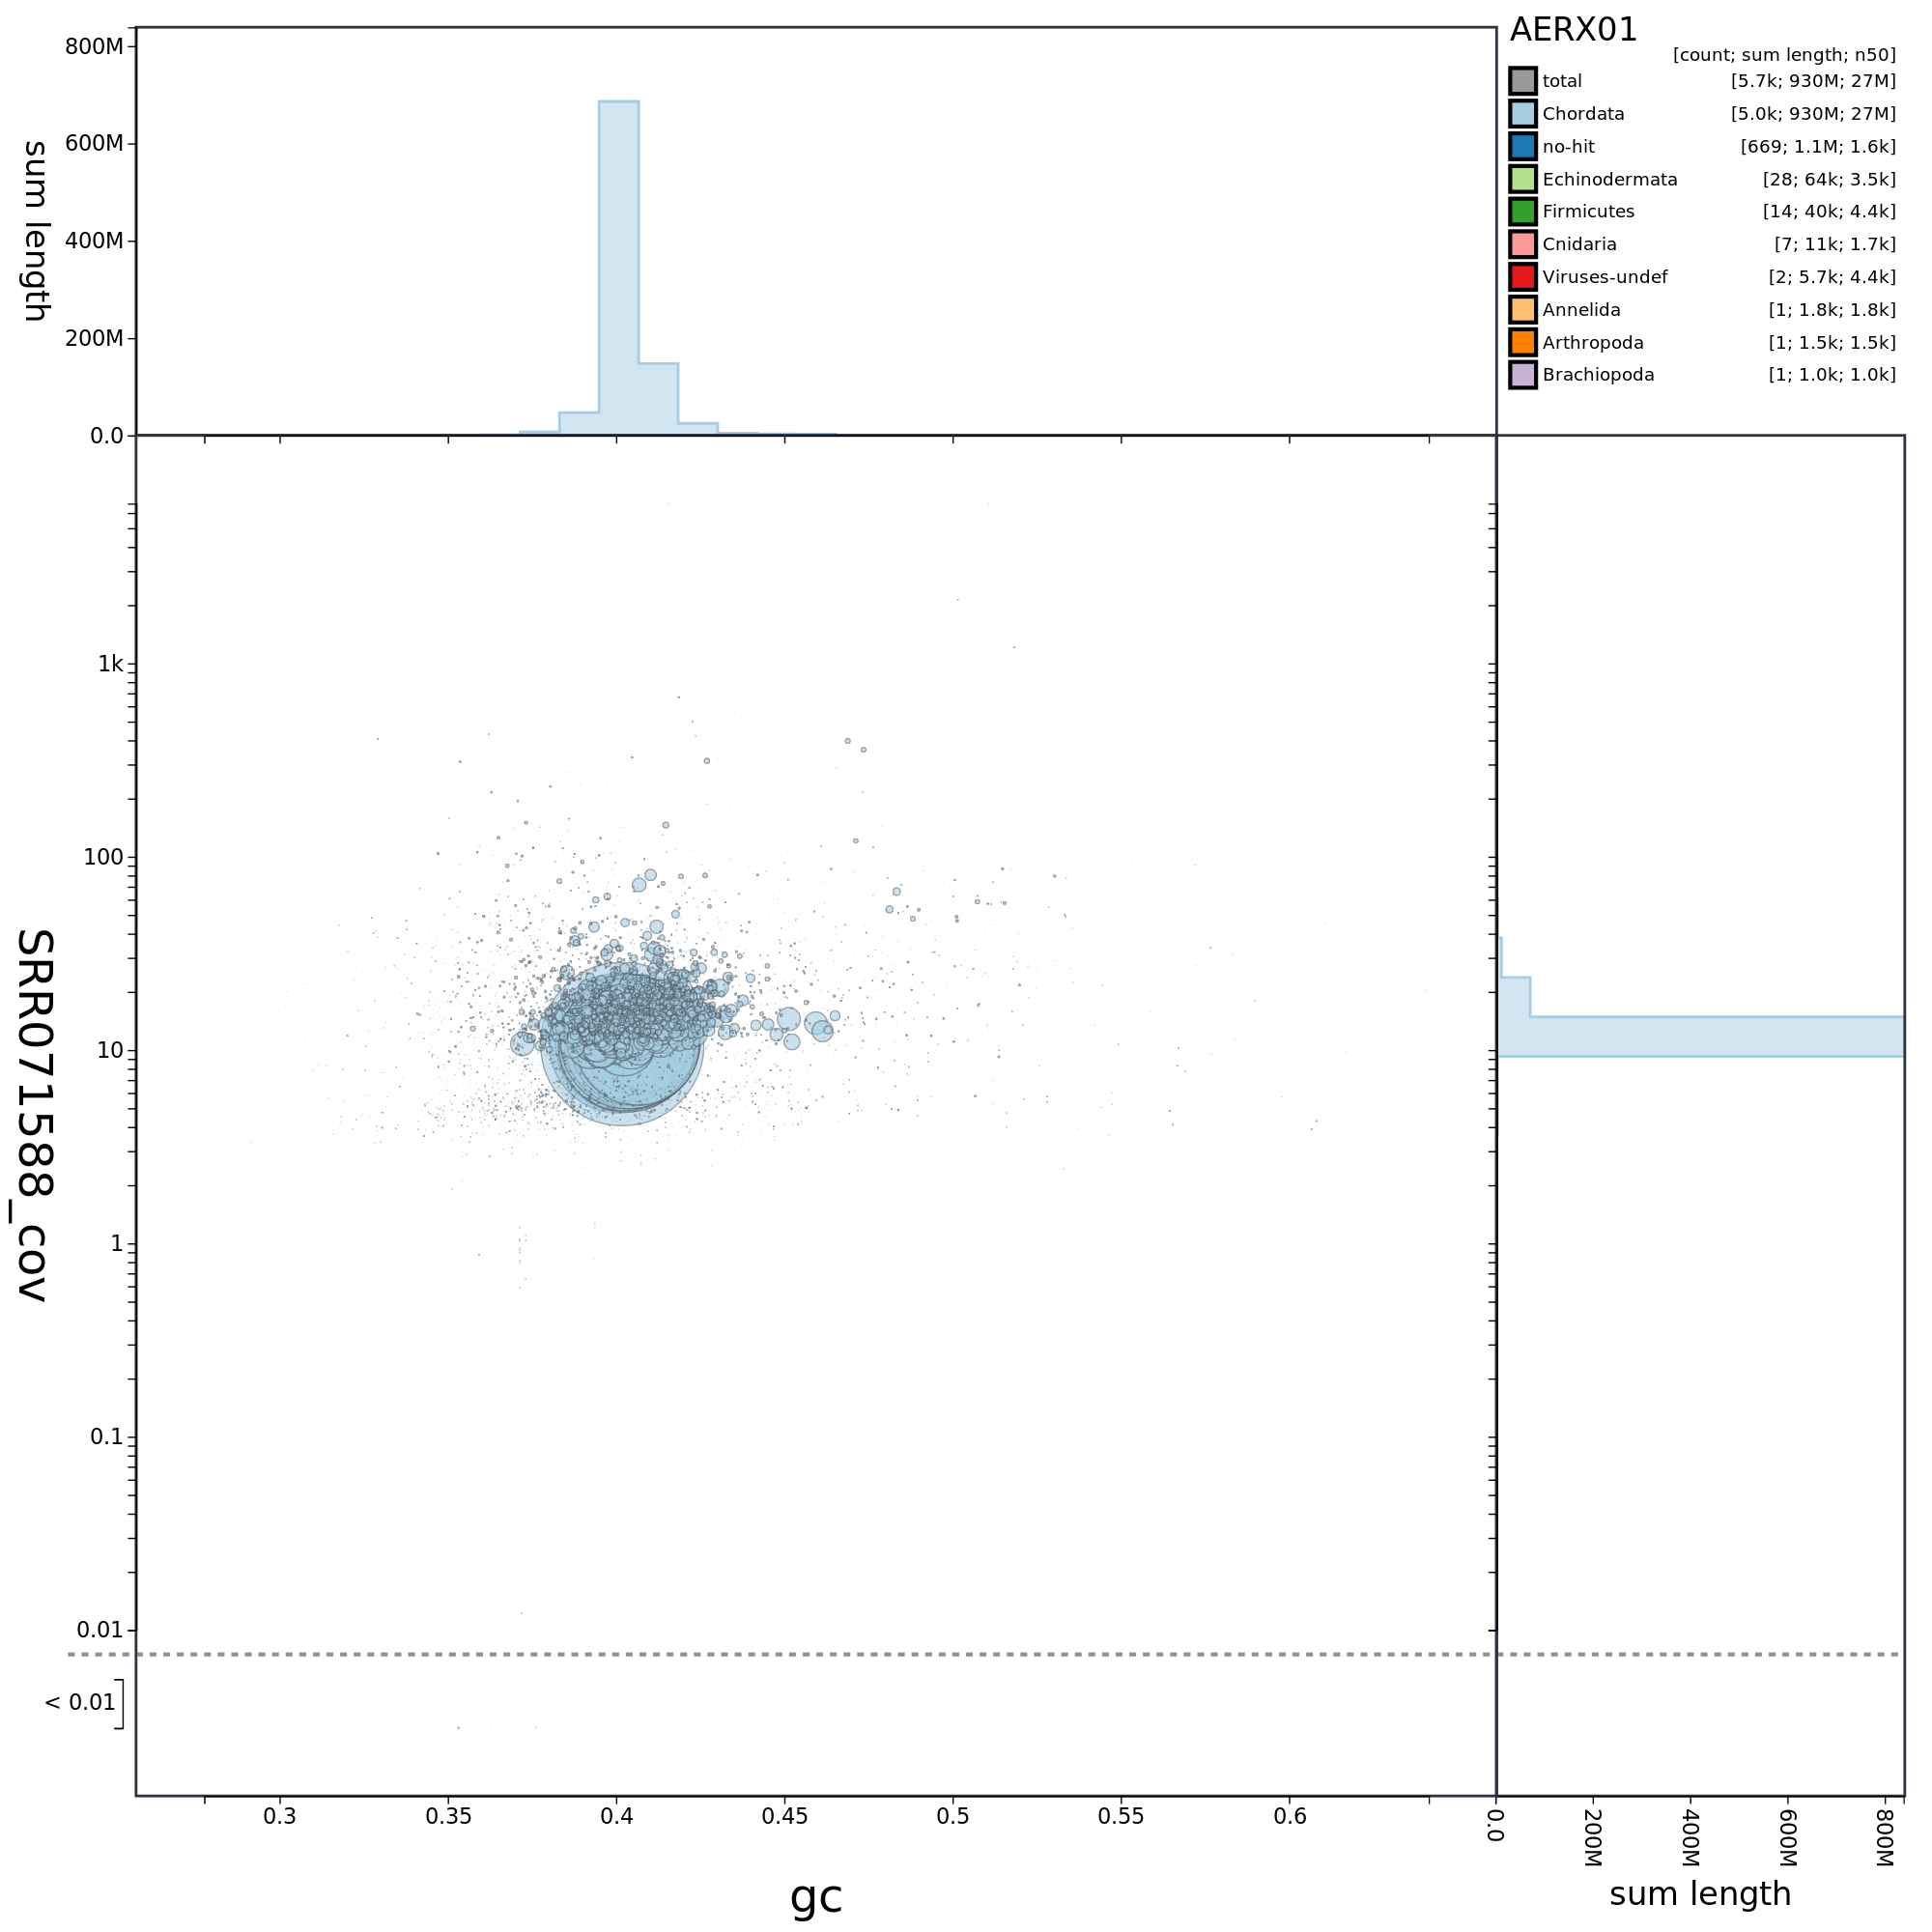 AERX01
[count; sum length; n50]
total [5.7k; 930M; 27M]
Chordata [5.0k; 930M; 27M]
no-hit [669; 1.1M; 1.6k]
Echinodermata [28; 64k; 3.5k]
Firmicutes [14; 40k; 4.4k]
Cnidaria [7; 11k; 1.7k]
Viruses-undef [2; 5.7k; 4.4k]
Annelida [1; 1.8k; 1.8k]
Arthropoda [1; 1.5k; 1.5k]
Brachiopoda [1; 1.0k; 1.0k]
sum length
800M
600M
400M
200M
0.0
SRR071588_cov
1k
100
10
1
0.1
0.01
< 0.01
0.3 0.35 0.4 0.45 0.5 0.55 0.6
gc
0.0 200M 400M 600M 800M
sum length